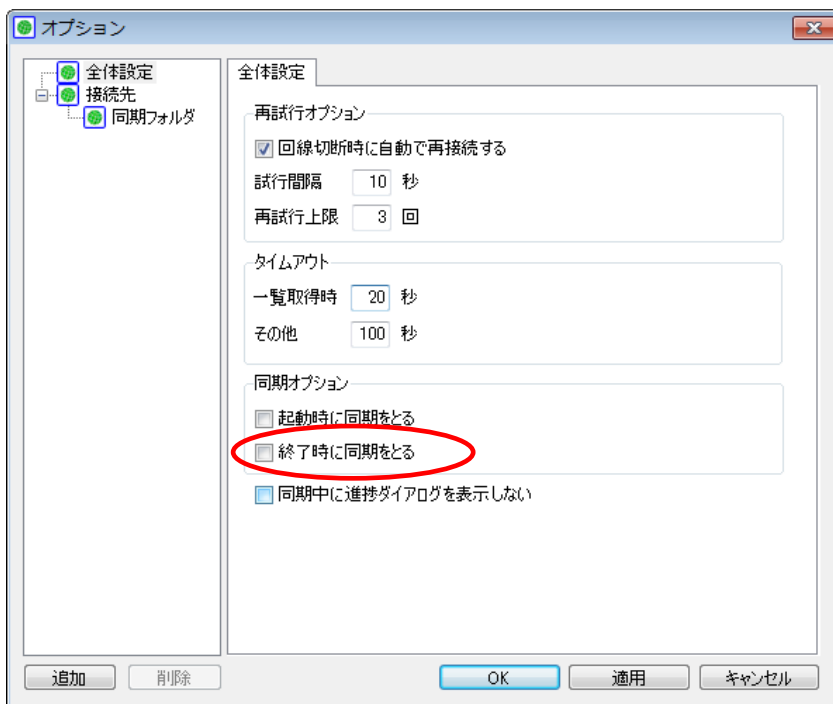 オプション
全体設定
接続先
同期フォルダ
全体設定
再試行オプション
回線切断時に自動で再接続する
試行間隔 10 秒
再試行上限 3 回
タイムアウト
一覧取得時 20 秒
その他 100 秒
同期オプション
起動時に同期をとる
終了時に同期をとる
同期中に進捗ダイアログを表示しない
追加 削除 OK 適用 キャンセル